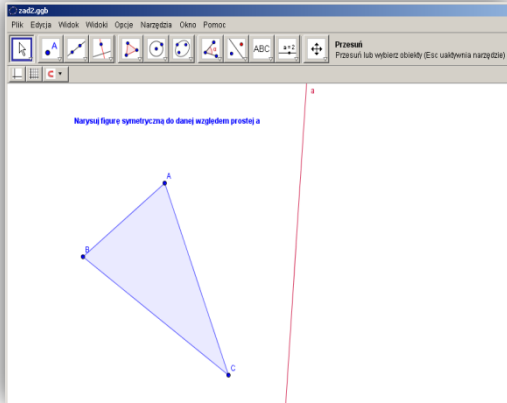 zad2.ggb
Plik Edycja Widok Widoki Opcje Narzędzia Okno Pomoc
A
ABC
a=2
Przesuń
Przesuń lub wybierz obiekty (Esc uaktywnia narzędzie)
a
Narysuj figurę symetryczną do danej względem prostej a
A
B
C